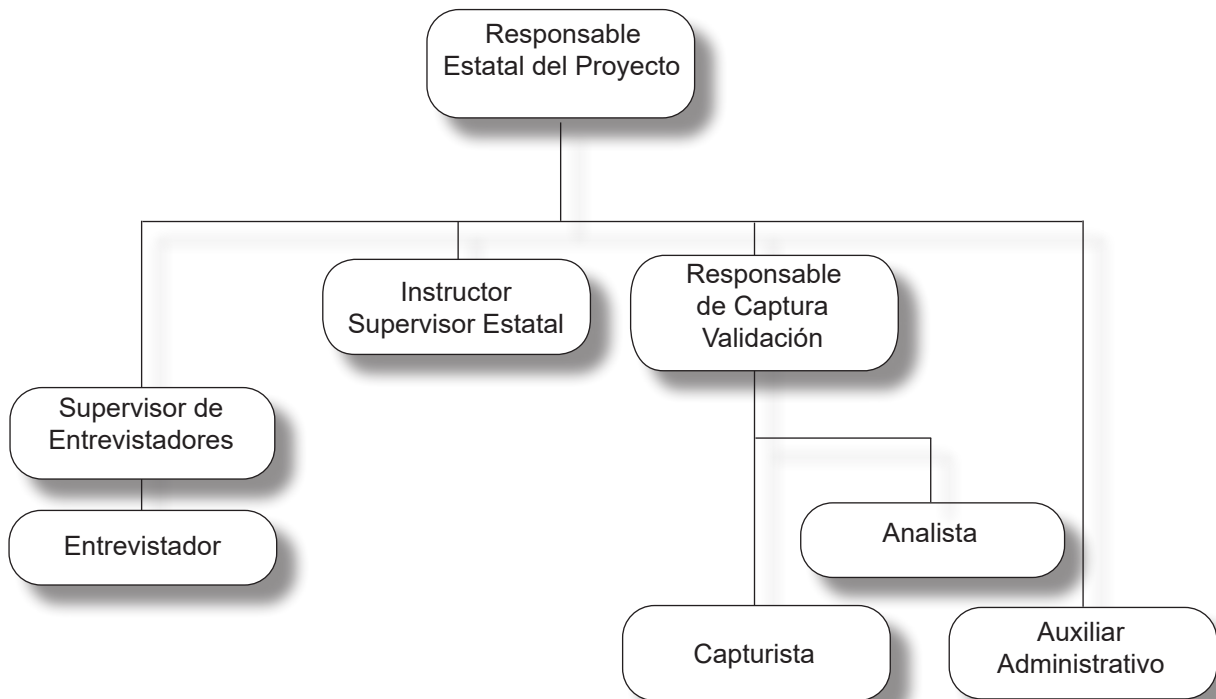 Responsable
Estatal del Proyecto
Instructor
Supervisor Estatal
Responsable
de Captura
Validación
Supervisor de
Entrevistadores
Entrevistador
Analista
Capturista
Auxiliar
Administrativo